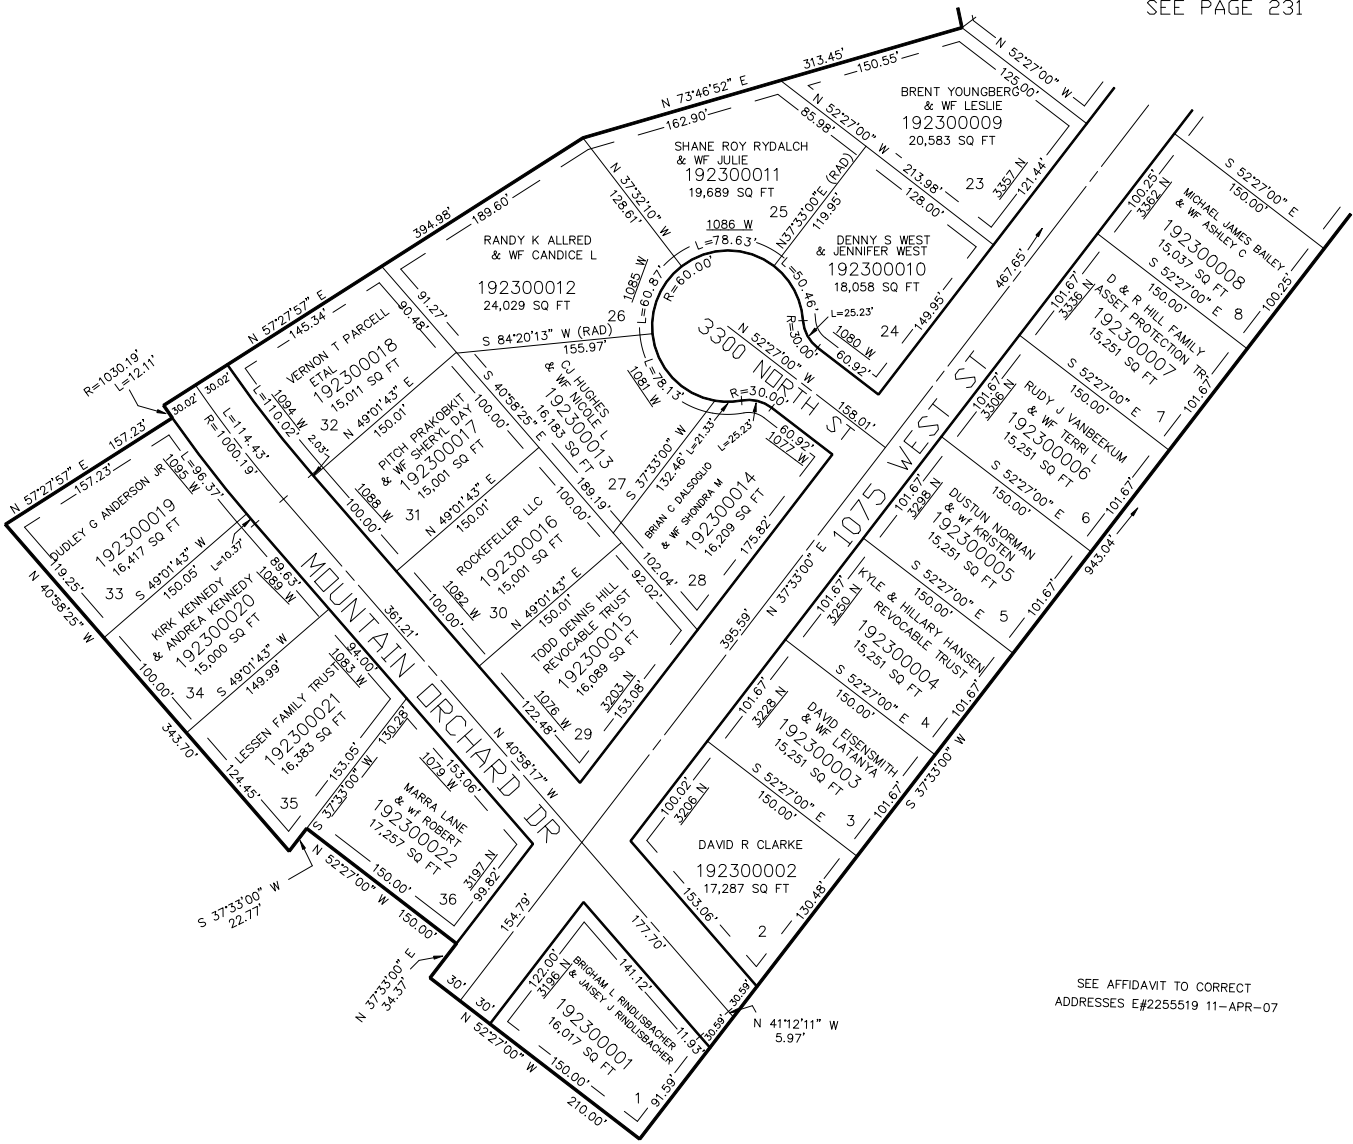 SEE PAGE 231
N 52°27'00" W
313.45'
150.55'
125.00'
N 73°46'52" E
162.90'
BRENT YOUNGBERG
& WF LESLIE
192300009
20,583 SQ FT
23
3357 N
121.44'
N 52°27'00" W - 213.98'
85.98'
128.00'
SHANE ROY RYDALCH
& WF JULIE
192300011
19,689 SQ FT
25
1086 W
L=78.63'
N 37°32'10" W
128.61'
N37°33'00"E (RAD)
119.95'
DENNY S WEST
& JENNIFER WEST
192300010
18,058 SQ FT
24
149.95'
L=50.46'
L=25.23'
R=30.00'
1080 W
60.92'
394.98'
189.60'
RANDY K ALLRED
& WF CANDICE L
192300012
24,029 SQ FT
26
1085 W
L=60.87'
R=60.00'
91.27'
S 84°20'13" W (RAD)
155.97'
3300 NORTH ST
N 52°27'00" W
158.01'
N 57°27'57" E
145.34'
90.48'
VERNON T PARCELL
ETAL
192300018
15,011 SQ FT
32
1094 W
L=110.02'
2.03'
N 49°01'43" E
150.01'
R=1030.19'
L=12.11'
30.02'
30.02'
L=114.43'
R=1000.19'
CJ HUGHES
& WF NICOLE L
192300013
16,183 SQ FT
27
1081 W
L=78.13'
S 40°58'25" E
189.19'
100.00'
PITCH PRAKOBKIT
& WF SHERYL DAY
192300017
15,001 SQ FT
31
1088 W
100.00'
N 49°01'43" E
150.01'
R=30.00'
L=21.33'
L=25.23'
60.92'
1077 W
S 37°33'00" W
132.46'
BRIAN C DALSOGLIO
& WF SHONDRA M
192300014
16,209 SQ FT
28
175.82'
102.04'
ROCKEFELLER LLC
192300016
15,001 SQ FT
30
1082 W
100.00'
100.00'
N 49°01'43" E
150.01'
TODD DENNIS HILL
REVOCABLE TRUST
192300015
16,089 SQ FT
29
92.02'
3203 N
153.08'
1076 W
122.48'
157.23'
N 57°27'57" E
157.23'
DUDLEY G ANDERSON JR
192300019
16,417 SQ FT
33
1095 W
L=96.37'
119.25'
S 49°01'43" W
150.05'
L=10.37'
N 40°58'25" W
343.70'
KIRK KENNEDY
& ANDREA KENNEDY
192300020
15,000 SQ FT
34
89.63'
1089 W
100.00'
S 49°01'43" W
149.99'
LESSEN FAMILY TRUST
192300021
16,383 SQ FT
35
94.00'
1083 W
124.45'
S 37°33'00" W
153.05'
130.28'
MOUNTAIN ORCHARD DR
361.21'
N 40°58'17" W
153.06'
1079 W
MARRA LANE
& wf ROBERT
192300022
17,257 SQ FT
36
3197 N
99.82'
150.00'
N 52°27'00" W
150.00'
S 37°33'00" W
22.77'
N 37°33'00" E
34.37'
154.79'
30'
30'
N 52°27'00" W
210.00'
BRIGHAM L RINDLISBACHER
& JAISEY J RINDLISBACHER
192300001
16,017 SQ FT
1
122.00'
3196 N
141.12'
11.93'
150.00'
91.59'
177.70'
30.59'
30.59'
N 41°12'11" W
5.97'
1075 WEST ST
467.65'
N 37°33'00" E
395.59'
S 52°27'00" E
150.00'
MICHAEL JAMES BAILEY
& WF ASHLEY C
192300008
15,037 SQ FT
8
100.25'
3362 N
100.25'
S 52°27'00" E
150.00'
D & R HILL FAMILY
ASSET PROTECTION TR
192300007
15,251 SQ FT
7
101.67'
3336 N
101.67'
S 52°27'00" E
150.00'
RUDY J VANBEEKUM
& WF TERRI L
192300006
15,251 SQ FT
6
101.67'
3306 N
101.67'
S 52°27'00" E
150.00'
DUSTUN NORMAN
& wf KRISTEN
192300005
15,251 SQ FT
5
101.67'
3298 N
101.67'
943.04'
S 52°27'00" E
150.00'
KYLE & HILLARY HANSEN
REVOCABLE TRUST
192300004
15,251 SQ FT
4
101.67'
3250 N
101.67'
S 52°27'00" E
150.00'
DAVID EISENSMITH
& WF LATANYA
192300003
15,251 SQ FT
3
101.67'
3228 N
101.67'
S 37°33'00" W
S 52°27'00" E
150.00'
DAVID R CLARKE
192300002
17,287 SQ FT
2
100.02'
3206 N
153.06'
130.48'
SEE AFFIDAVIT TO CORRECT
ADDRESSES E#2255519 11-APR-07